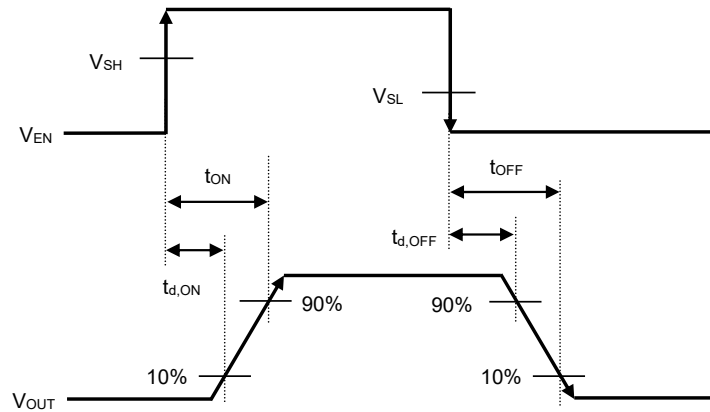 VSH
VSL
VEN
tON
tOFF
td,OFF
td,ON
90%
90%
10%
10%
VOUT